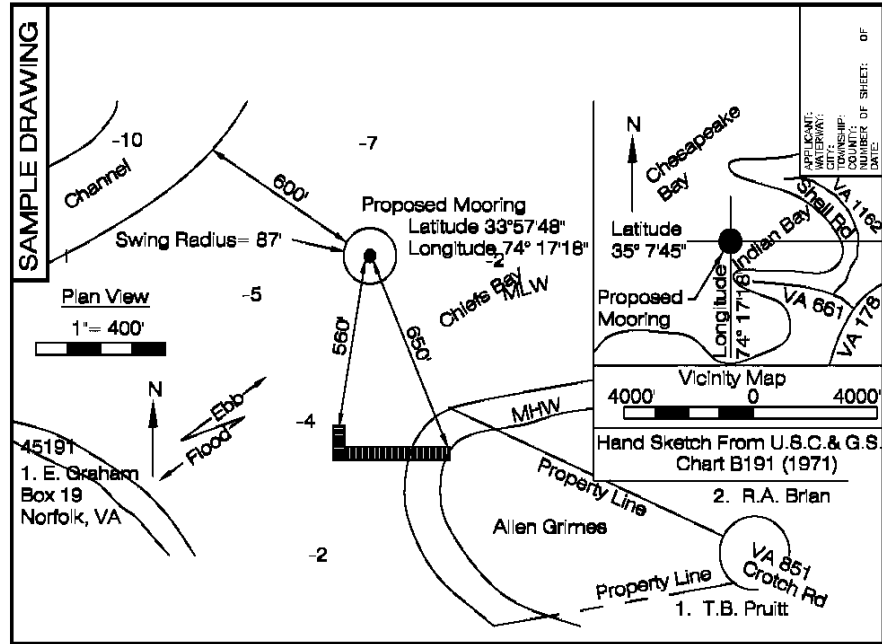 SAMPLE DRAWING
-10
-7
Channel
600'
Proposed Mooring
Latitude 33°57'48"
Longitude 74° 17'18"
Swing Radius= 87'
-2
Chiefs Bay
MLW
Plan View
1"= 400'
-5
560'
650'
N
Ebb
Flood
-4
MHW
45191
1. E. Graham
Box 19
Norfolk, VA
-2
Property Line
Allen Grimes
Property Line
VA 851
Crotch Rd
1. T.B. Pruitt
2. R.A. Brian
APPLICANT:
WATERWAY:
CITY:
TOWNSHIP:
COUNTY:
NUMBER OF SHEET: OF
DATE:
N
Chesapeake
Bay
Shell Rd
VA 1162
Latitude
35° 7'45"
Indian Bay
Proposed
Mooring
Longitude
74° 17'18"
VA 661
VA 178
Vicinity Map
4000' 0 4000'
Hand Sketch From U.S.C.& G.S.
Chart B191 (1971)